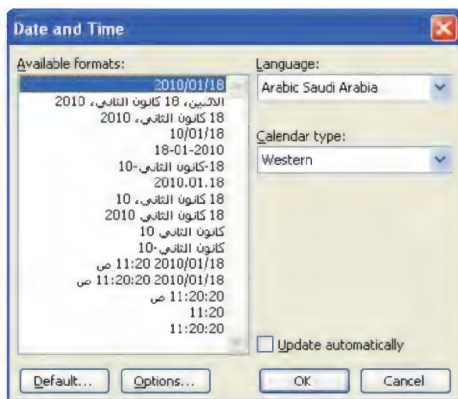 Date and Time
Available formats:
2010/01/18
الاثنين، 18 كانون الثاني، 2010
18 كانون الثاني، 2010
10/01/18
18-01-2010
18-كانون الثاني-10
2010.01.18
18 كانون الثاني، 10
18 كانون الثاني 2010
كانون الثاني 10
كانون الثاني-10
2010/01/18 11:20 ص
2010/01/18 11:20:20 ص
11:20:20 ص
11:20
11:20:20
Language:
Arabic Saudi Arabia
Calendar type:
Western
Update automatically
Default...
Options...
OK
Cancel